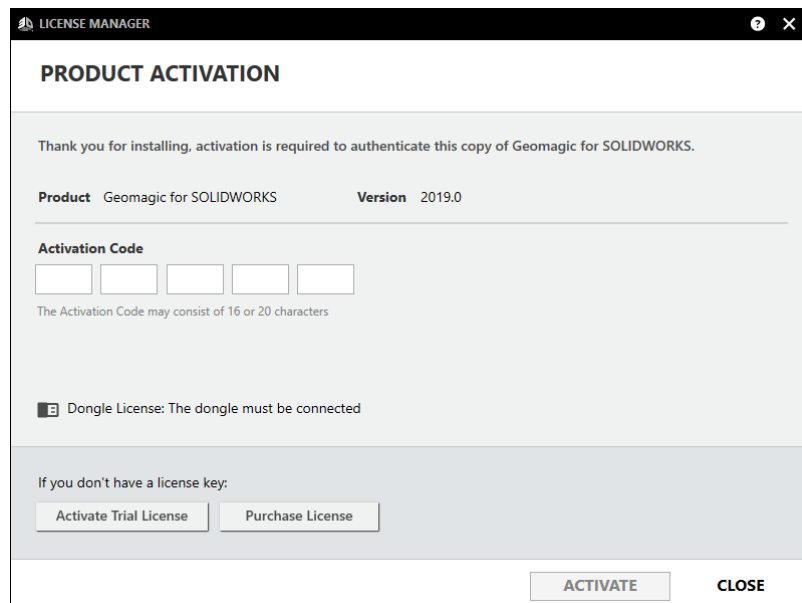 LICENSE MANAGER
PRODUCT ACTIVATION
Thank you for installing, activation is required to authenticate this copy of Geomagic for SOLIDWORKS.
Product Geomagic for SOLIDWORKS Version 2019.0
Activation Code
The Activation Code may consist of 16 or 20 characters
Dongle License: The dongle must be connected
If you don't have a license key:
Activate Trial License Purchase License
ACTIVATE CLOSE